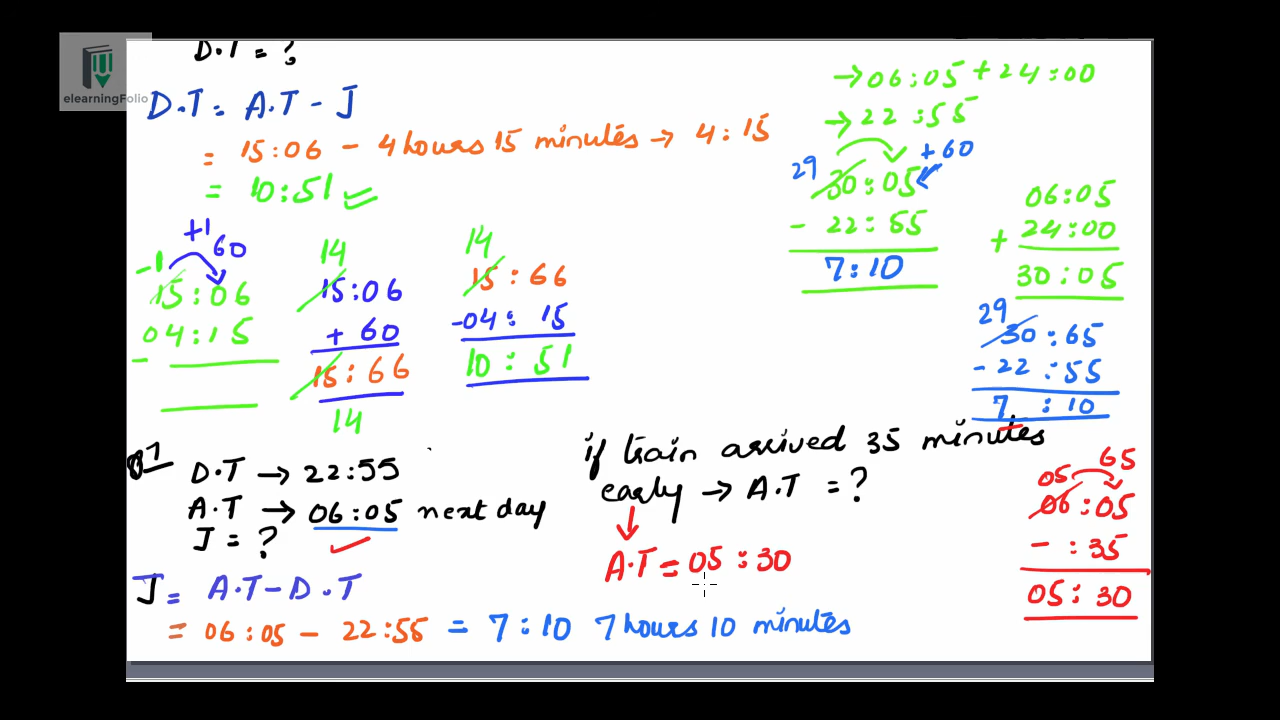 elearningFolio
D.T = ?
D.T = A.T - J
= 15:06 - 4 hours 15 minutes → 4:15
= 10:51
-1 +1 60
15:06
04:15
-
14
15:06
+ 60
15:66
14
14
15:66
-04:15
10:51
→ 06:05 + 24:00
→ 22:55
+60
29
30:05
- 22:55
7:10
06:05
+ 24:00
30:05
29
30:65
- 22:55
7:10
D.T → 22:55
A.T → 06:05 next day
J = ?
J = A.T - D.T
= 06:05 - 22:55 = 7:10 7 hours 10 minutes
if train arrived 35 minutes
early → A.T = ?
A.T = 05:30
05 65
06:05
- :35
05:30